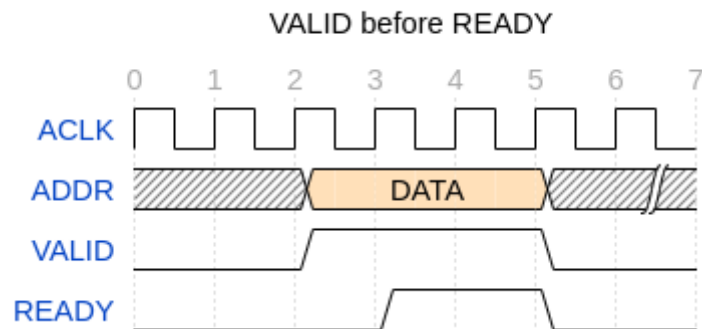 VALID before READY
0 1 2 3 4 5 6 7
ACLK
ADDR DATA
VALID
READY